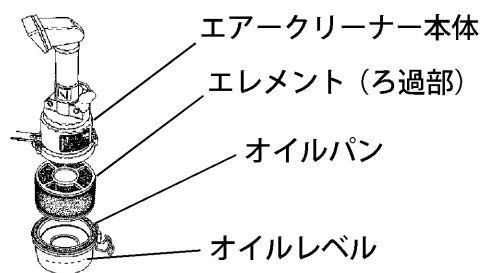 エアークリーナー本体
エレメント（ろ過部）
オイルパン
オイルレベル